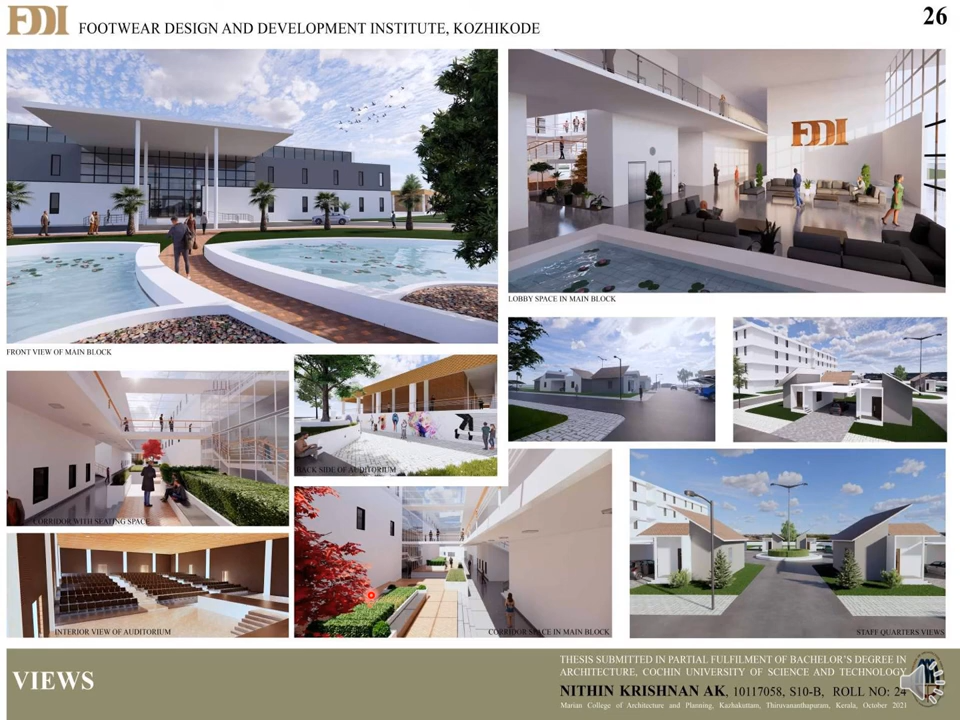 FDDI FOOTWEAR DESIGN AND DEVELOPMENT INSTITUTE, KOZHIKODE
26
FDDI
FRONT VIEW OF MAIN BLOCK
LOBBY SPACE IN MAIN BLOCK
CORRIDOR WITH SEATING SPACE
BACK SIDE OF AUDITORIUM
INTERIOR VIEW OF AUDITORIUM
CORRIDOR SPACE IN MAIN BLOCK
STAFF QUARTERS VIEWS
VIEWS
THESIS SUBMITTED IN PARTIAL FULFILMENT OF BACHELOR'S DEGREE IN
ARCHITECTURE, COCHIN UNIVERSITY OF SCIENCE AND TECHNOLOGY
NITHIN KRISHNAN AK, 10117058, S10-B, ROLL NO: 24
Marian College of Architecture and Planning, Kazhakuttam, Thiruvananthapuram, Kerala, October 2021